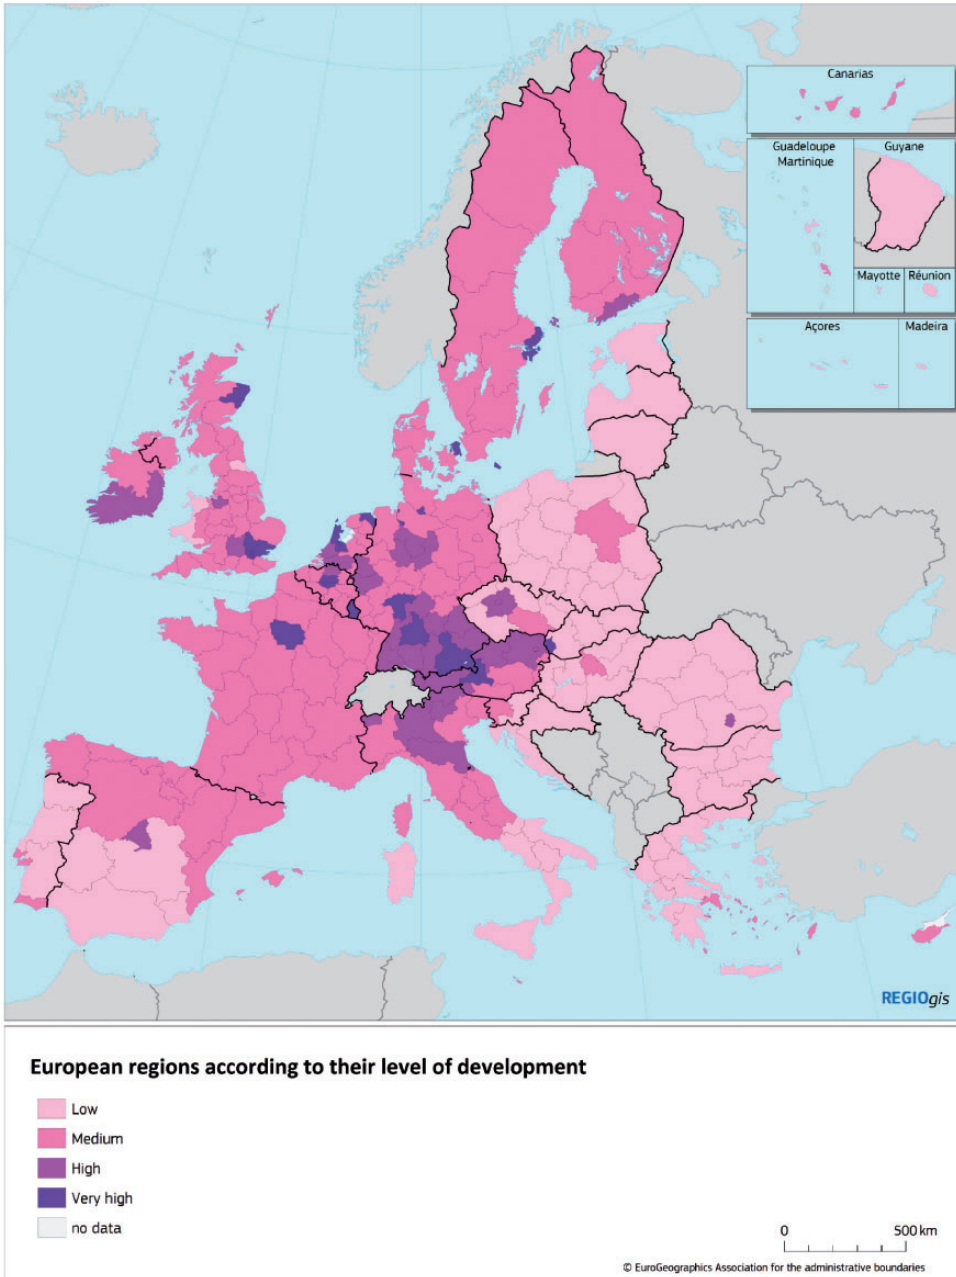 Canarias
Guadeloupe
Martinique
Guyane
Mayotte
Réunion
Açores
Madeira
REGIOgis
European regions according to their level of development
Low
Medium
High
Very high
no data
0 500 km
© EuroGeographics Association for the administrative boundaries